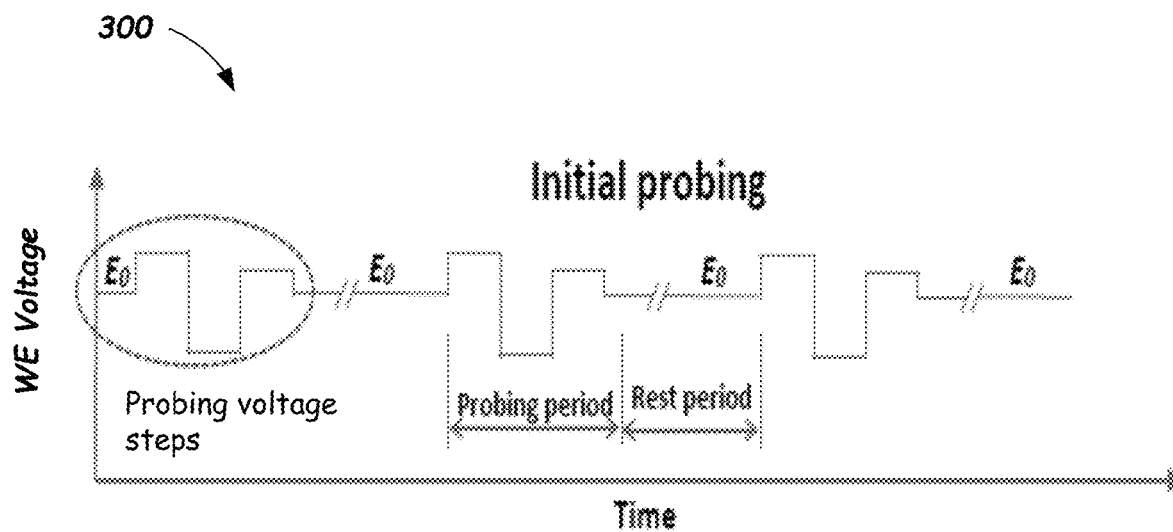 300
Initial probing
WE Voltage
E0
E0
E0
E0
Probing voltage
steps
Probing period
Rest period
Time